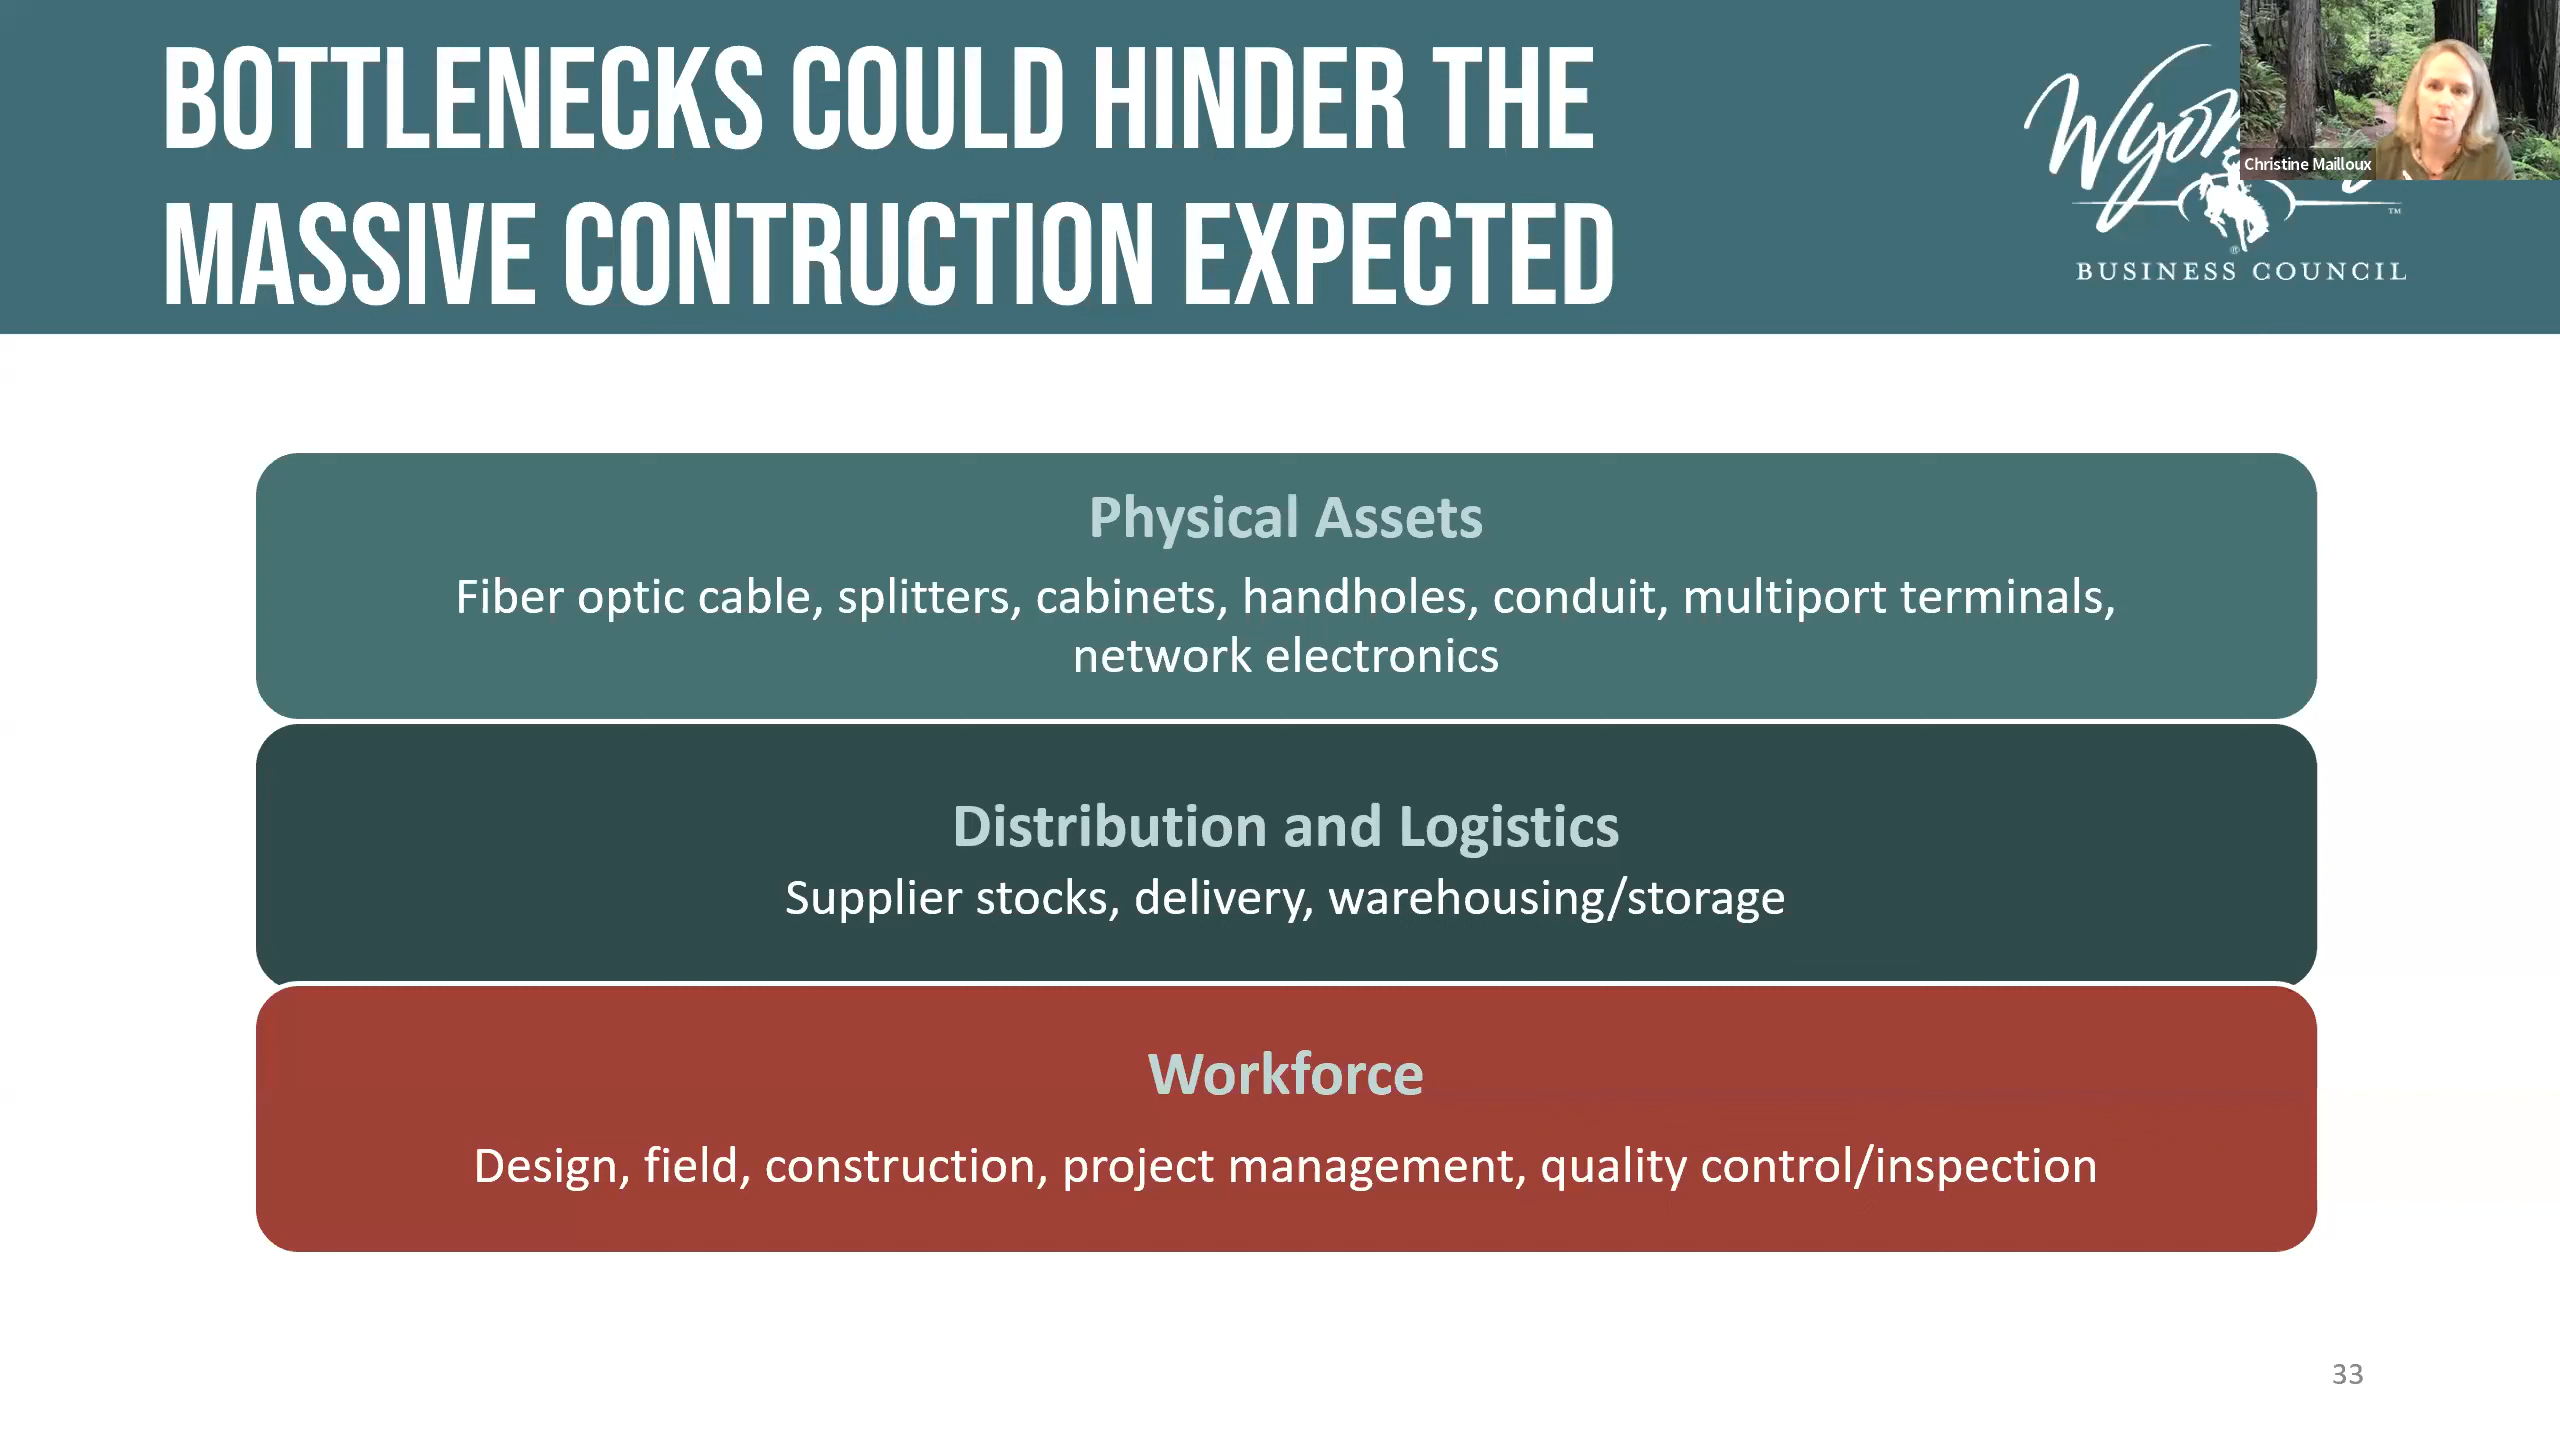 BOTTLENECKS COULD HINDER THE
MASSIVE CONTRUCTION EXPECTED
Christine Mailloux
™
®
BUSINESS COUNCIL
Physical Assets
Fiber optic cable, splitters, cabinets, handholes, conduit, multiport terminals,
network electronics
Distribution and Logistics
Supplier stocks, delivery, warehousing/storage
Workforce
Design, field, construction, project management, quality control/inspection
33